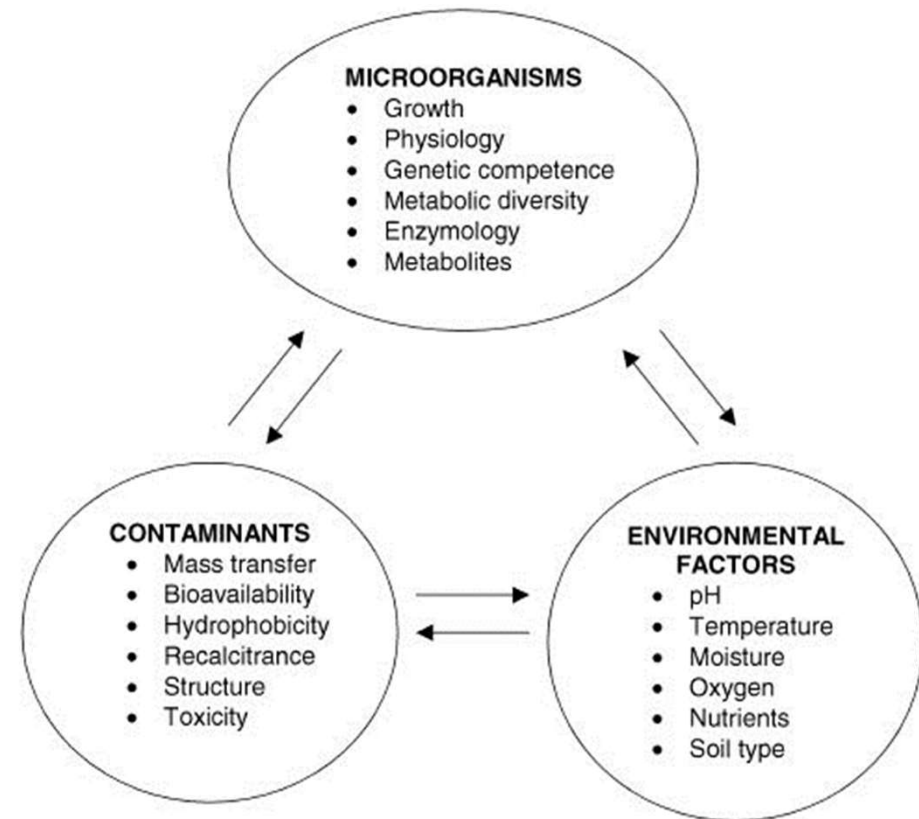 MICROORGANISMS
• Growth
• Physiology
• Genetic competence
• Metabolic diversity
• Enzymology
• Metabolites
CONTAMINANTS
• Mass transfer
• Bioavailability
• Hydrophobicity
• Recalcitrance
• Structure
• Toxicity
ENVIRONMENTAL
FACTORS
• pH
• Temperature
• Moisture
• Oxygen
• Nutrients
• Soil type